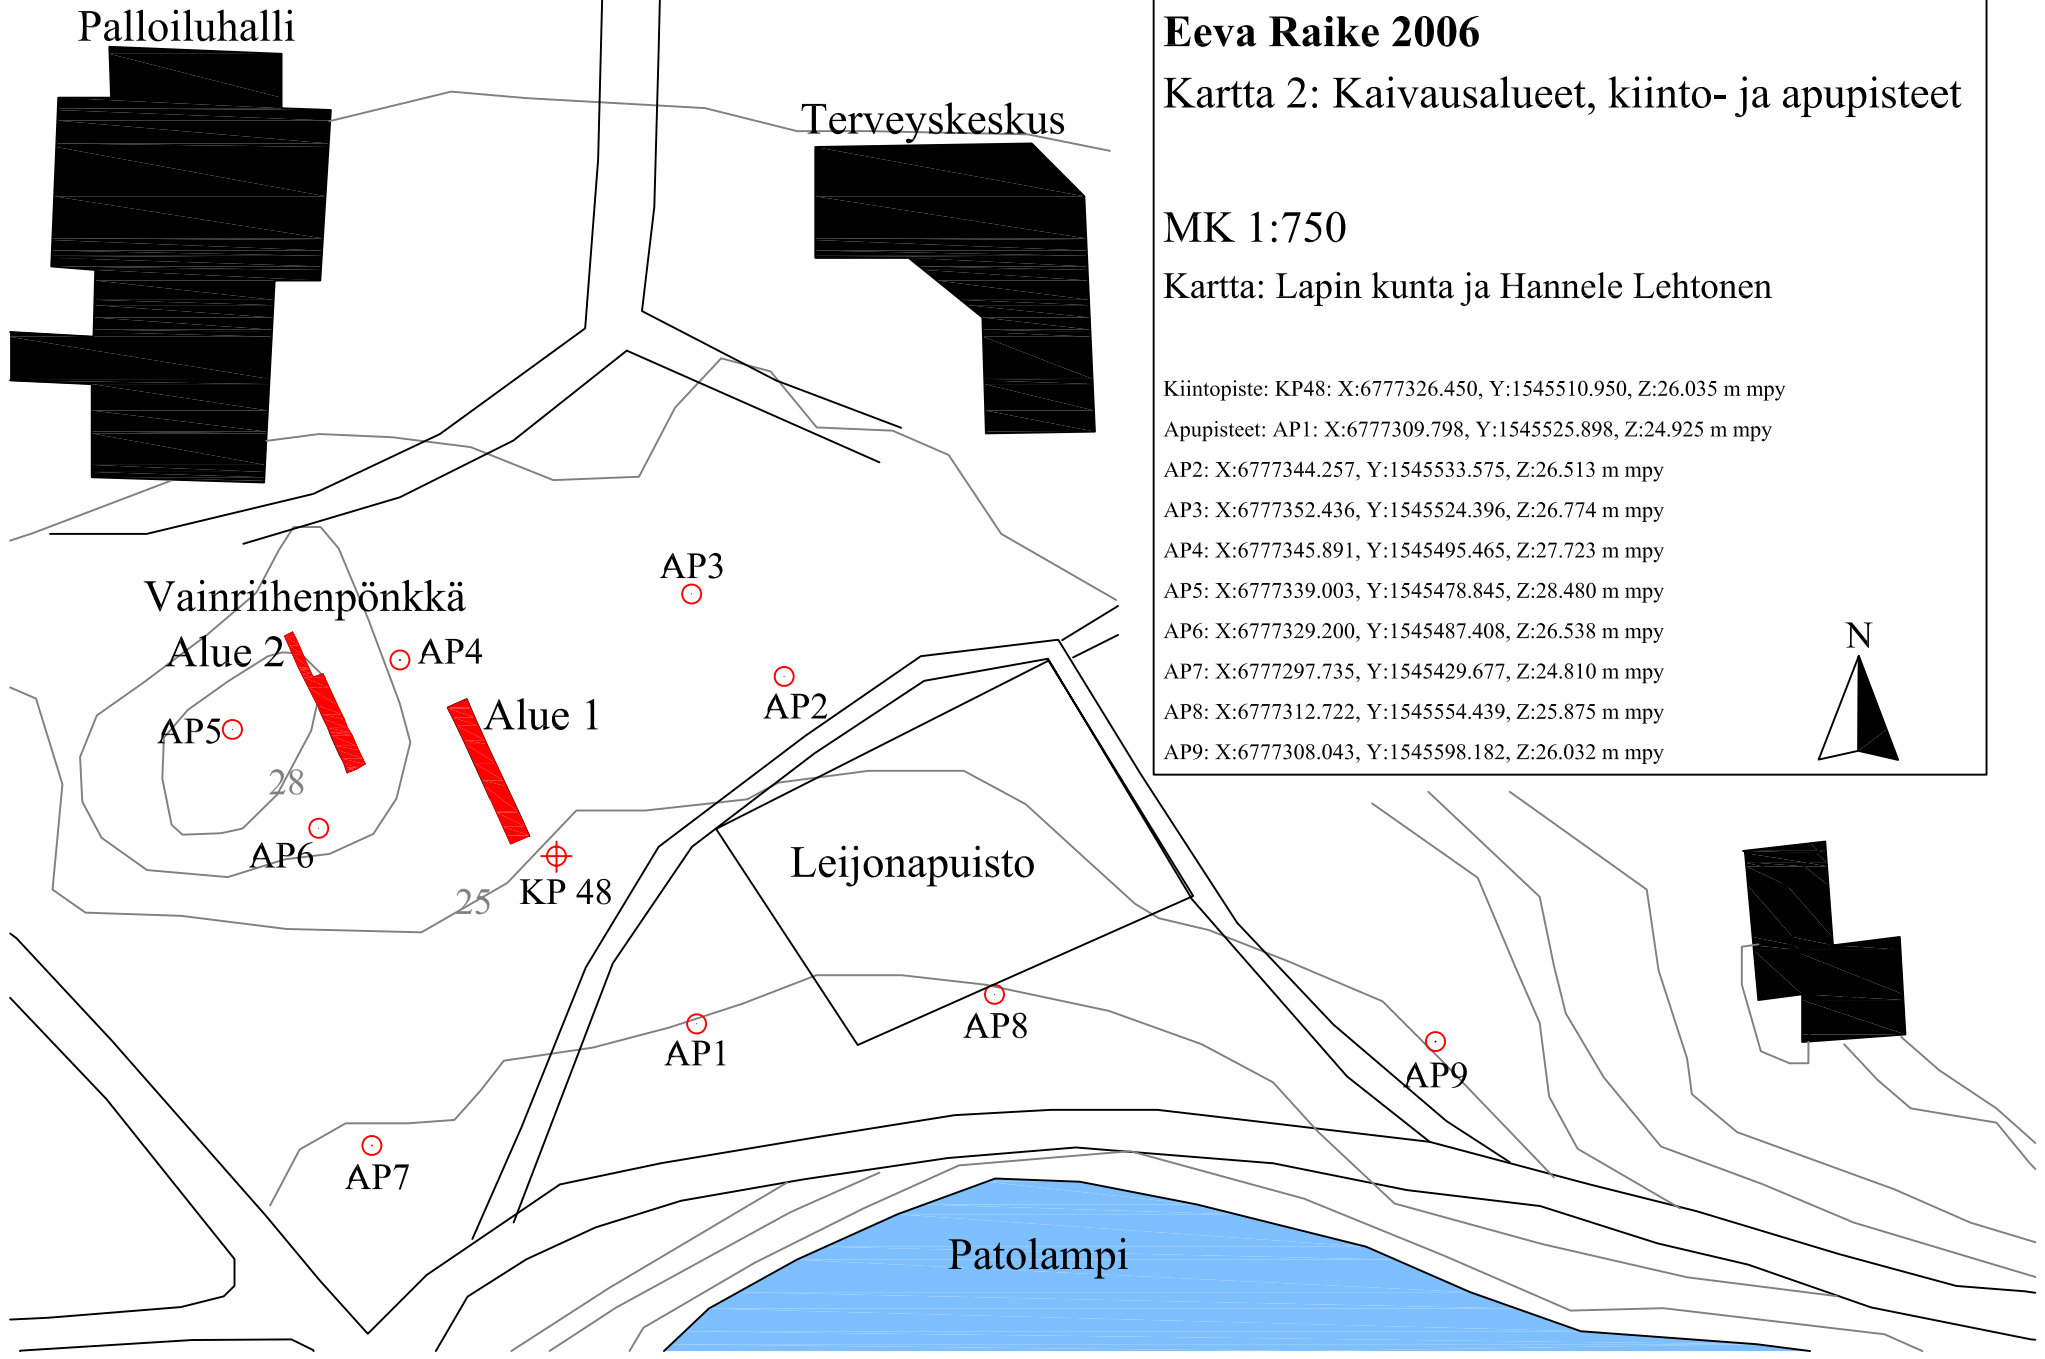 Palloiluhalli
Terveyskeskus
Eeva Raike 2006
Kartta 2: Kaivausalueet, kiinto- ja apupisteet
MK 1:750
Kartta: Lapin kunta ja Hannele Lehtonen
Kiintopiste: KP48: X:6777326.450, Y:1545510.950, Z:26.035 m mpy
Apupisteet: AP1: X:6777309.798, Y:1545525.898, Z:24.925 m mpy
AP2: X:6777344.257, Y:1545533.575, Z:26.513 m mpy
AP3: X:6777352.436, Y:1545524.396, Z:26.774 m mpy
AP4: X:6777345.891, Y:1545495.465, Z:27.723 m mpy
AP5: X:6777339.003, Y:1545478.845, Z:28.480 m mpy
AP6: X:6777329.200, Y:1545487.408, Z:26.538 m mpy
AP7: X:6777297.735, Y:1545429.677, Z:24.810 m mpy
AP8: X:6777312.722, Y:1545554.439, Z:25.875 m mpy
AP9: X:6777308.043, Y:1545598.182, Z:26.032 m mpy
N
AP3
Vainriihenpönkkä
Alue 2
AP4
AP2
Alue 1
AP5
28
AP6
Leijonapuisto
25
KP 48
AP1
AP8
AP9
AP7
Patolampi